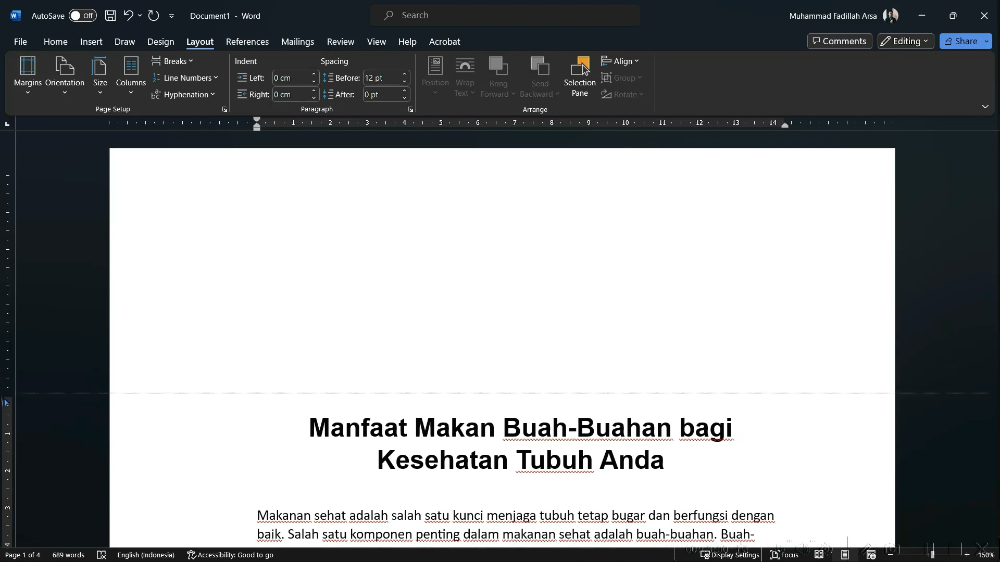 AutoSave Off Document1 - Word Search Muhammad Fadillah Arsa
File Home Insert Draw Design Layout References Mailings Review View Help Acrobat Comments Editing Share
Margins
Orientation
Size
Columns
Breaks
Line Numbers
Hyphenation
Page Setup
Indent
Left: 0 cm
Right: 0 cm
Spacing
Before: 12 pt
After: 0 pt
Paragraph
Position
Wrap
Text
Bring
Forward
Send
Backward
Selection
Pane
Align
Group
Rotate
Arrange
1 2 3 4 5 6 7 8 9 10 11 12 13 14
1
2
3
4
Manfaat Makan Buah-Buahan bagi
Kesehatan Tubuh Anda
Makanan sehat adalah salah satu kunci menjaga tubuh tetap bugar dan berfungsi dengan
baik. Salah satu komponen penting dalam makanan sehat adalah buah-buahan. Buah-
Page 1 of 4 689 words English (Indonesia) Accessibility: Good to go Display Settings Focus 150%